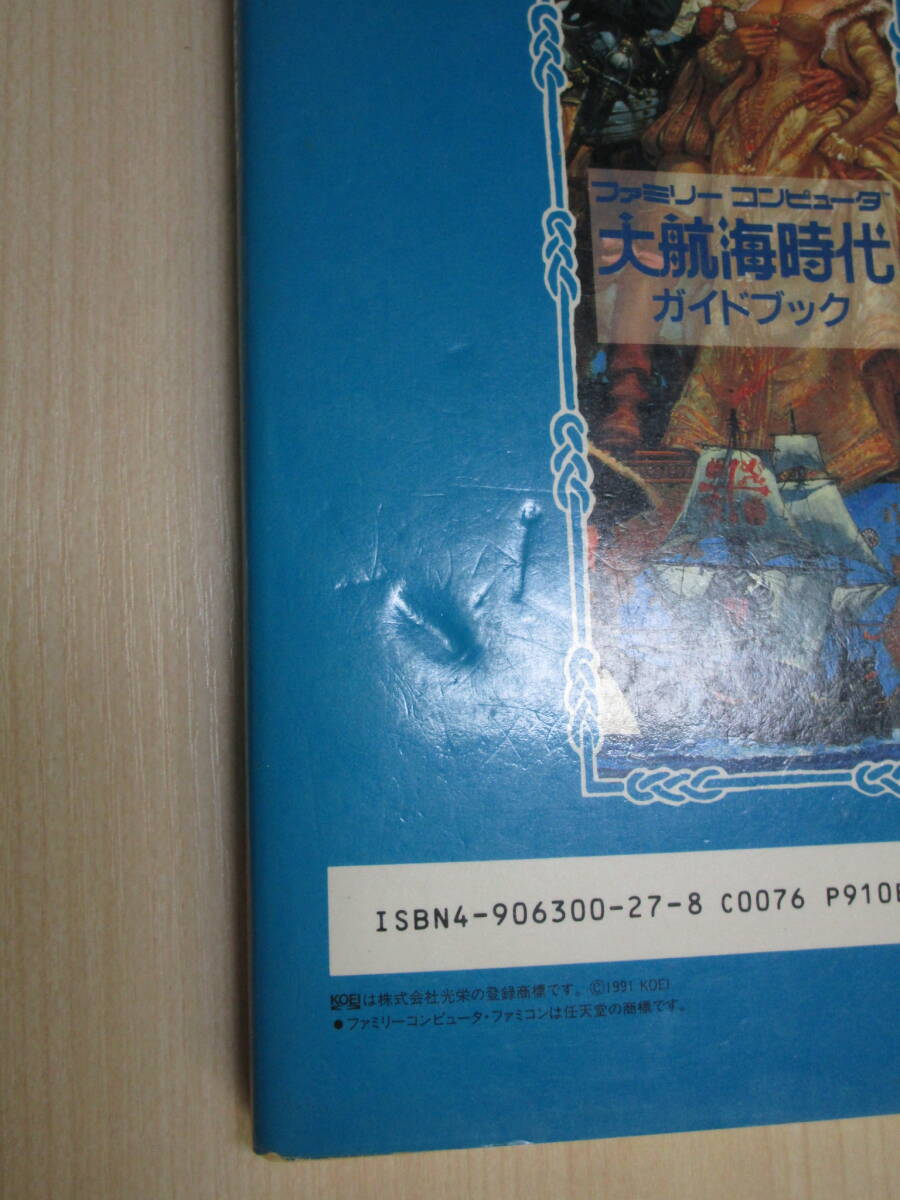 ファミリー コンピュータ
大航海時代
ガイドブック
ISBN4-906300-27-8 C0076 P910E
KOEIは株式会社光栄の登録商標です。©1991 KOEI
●ファミリーコンピュータ・ファミコンは任天堂の商標です。